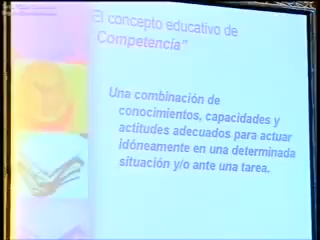 El concepto educativo de
Competencia"
Una combinación de
conocimientos, capacidades y
actitudes adecuados para actuar
idóneamente en una determinada
situación y/o ante una tarea.